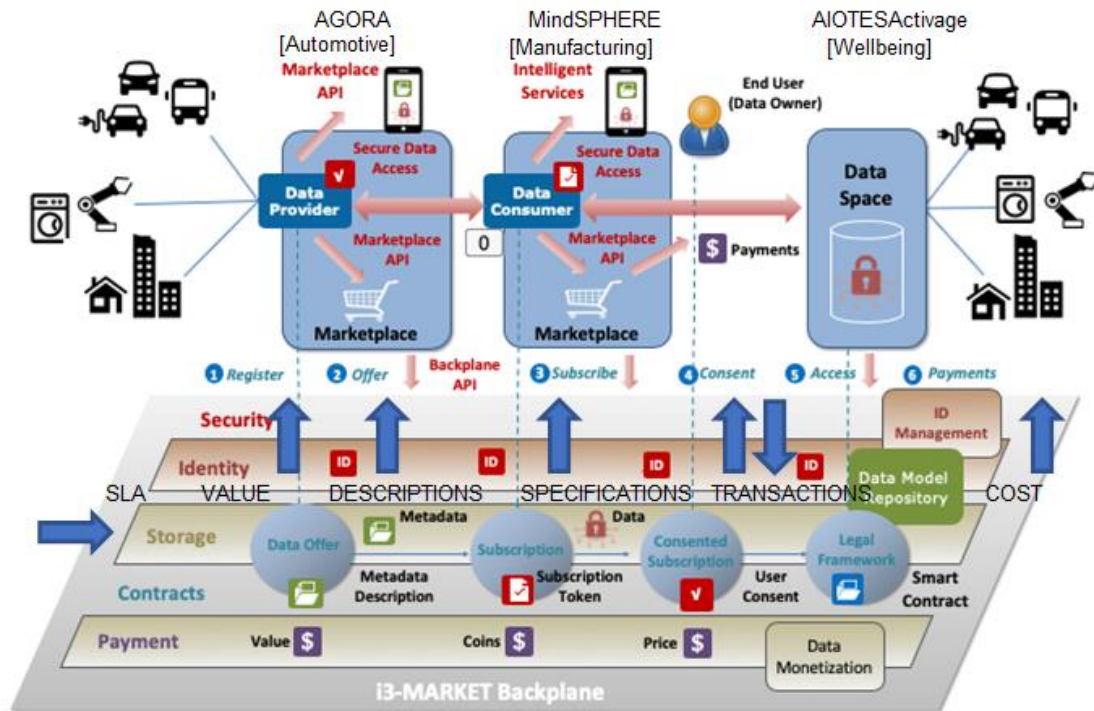 AGORA
[Automotive]
MindSPHERE
[Manufacturing]
AIOTESActivage
[Wellbeing]
Marketplace
API
Intelligent
Services
End User
(Data Owner)
Secure Data
Access
Secure Data
Access
√
Data
Provider
Data
Consumer
Data
Space
0
Marketplace
API
Marketplace
API
$ Payments
Marketplace
Marketplace
Backplane
API
1 Register
2 Offer
3 Subscribe
4 Consent
5 Access
6 Payments
Security
ID
Management
Identity
ID
ID
ID
ID
Data Model
Repository
SLA VALUE DESCRIPTIONS SPECIFICATIONS TRANSACTIONS COST
Storage
Metadata
Data
Data Offer
Subscription
Consented
Subscription
Legal
Framework
Contracts
Metadada
Description
Subscription
Token
√
User
Consent
Smart
Contract
Payment
Value $
Coins $
Price $
Data
Monetization
i3-MARKET Backplane